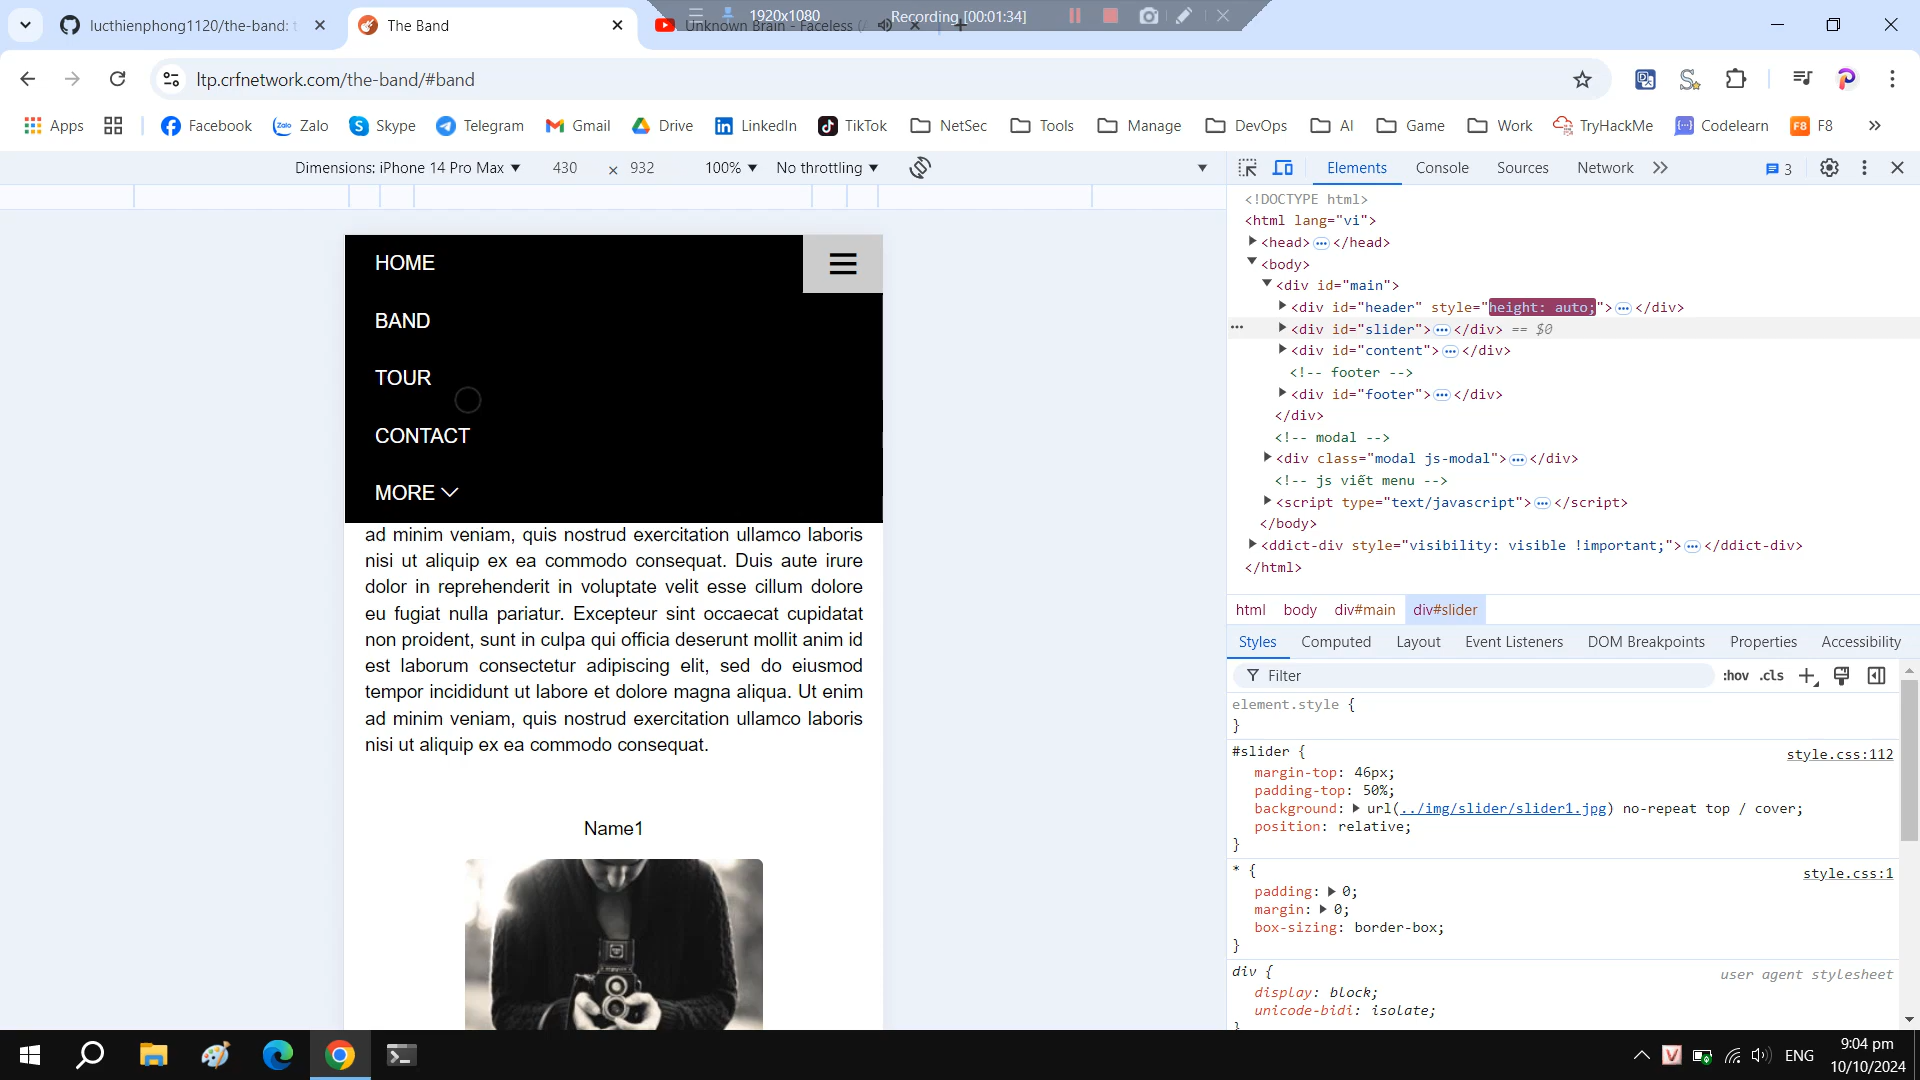 lucthienphong1120/the-band: t
The Band
Unknown Brain - Faceless (
1920x1080
Recording [00:01:34]
ltp.crfnetwork.com/the-band/#band
Apps
Facebook
Zalo
Skype
Telegram
Gmail
Drive
LinkedIn
TikTok
NetSec
Tools
Manage
DevOps
AI
Game
Work
TryHackMe
Codelearn
F8
F8
Dimensions: iPhone 14 Pro Max
430 x 932
100%
No throttling
Elements
Console
Sources
Network
3
HOME
BAND
TOUR
CONTACT
MORE
ad minim veniam, quis nostrud exercitation ullamco laboris
nisi ut aliquip ex ea commodo consequat. Duis aute irure
dolor in reprehenderit in voluptate velit esse cillum dolore
eu fugiat nulla pariatur. Excepteur sint occaecat cupidatat
non proident, sunt in culpa qui officia deserunt mollit anim id
est laborum consectetur adipiscing elit, sed do eiusmod
tempor incididunt ut labore et dolore magna aliqua. Ut enim
ad minim veniam, quis nostrud exercitation ullamco laboris
nisi ut aliquip ex ea commodo consequat.
Name1
<!DOCTYPE html>
<html lang="vi">
<head>…</head>
<body>
<div id="main">
<div id="header" style="height: auto;">…</div>
<div id="slider">…</div> == $0
<div id="content">…</div>
<!-- footer -->
<div id="footer">…</div>
</div>
<!-- modal -->
<div class="modal js-modal">…</div>
<!-- js viết menu -->
<script type="text/javascript">…</script>
</body>
<ddict-div style="visibility: visible !important;">…</ddict-div>
</html>
html body div#main div#slider
Styles Computed Layout Event Listeners DOM Breakpoints Properties Accessibility
Filter
:hov .cls
element.style {
}
#slider {
style.css:112
margin-top: 46px;
padding-top: 50%;
background: url(../img/slider/slider1.jpg) no-repeat top / cover;
position: relative;
}
* {
style.css:1
padding: 0;
margin: 0;
box-sizing: border-box;
}
div {
user agent stylesheet
display: block;
unicode-bidi: isolate;
}
ENG
9:04 pm
10/10/2024